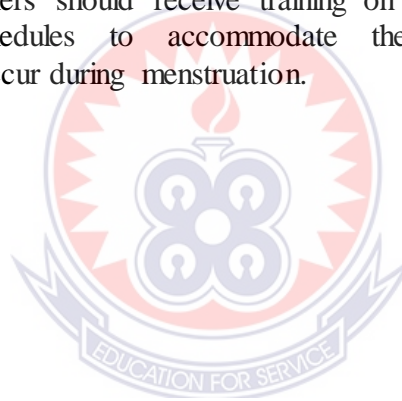 ers should receive training on
edules to accommodate the
cur during menstruation.
EDUCATION FOR SERVICE